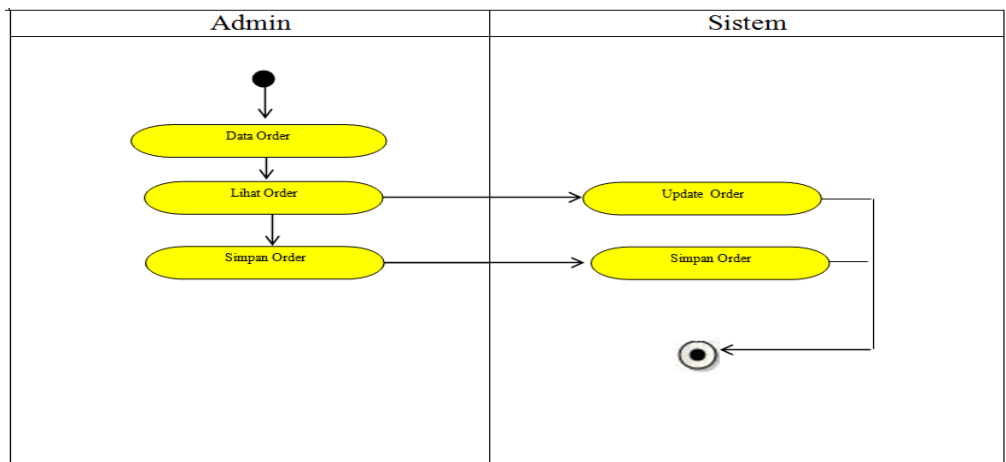 Admin
Sistem
Data Order
Lihat Order
Update Order
Simpan Order
Simpan Order